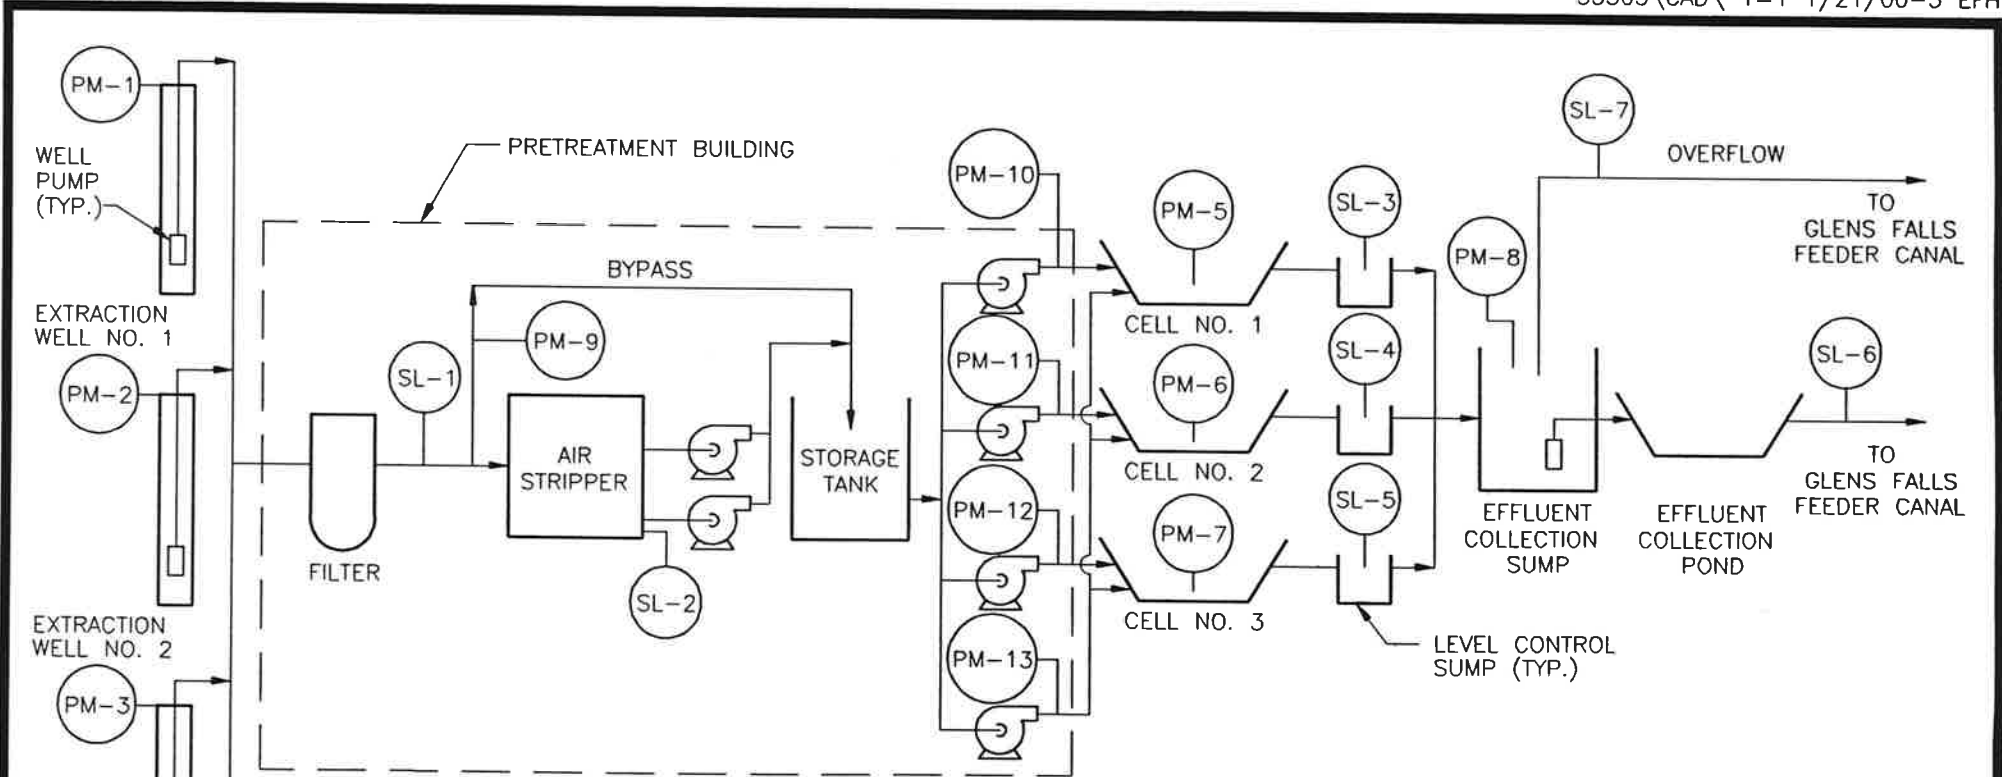 PM-1
WELL
PUMP
(TYP.)
EXTRACTION
WELL NO. 1
PM-2
EXTRACTION
WELL NO. 2
PM-3
PRETREATMENT BUILDING
BYPASS
PM-9
SL-1
FILTER
AIR
STRIPPER
SL-2
STORAGE
TANK
PM-10
PM-11
PM-12
PM-13
PM-5
CELL NO. 1
PM-6
CELL NO. 2
PM-7
CELL NO. 3
SL-3
SL-4
SL-5
LEVEL CONTROL
SUMP (TYP.)
PM-8
EFFLUENT
COLLECTION
SUMP
SL-7
OVERFLOW
TO
GLENS FALLS
FEEDER CANAL
EFFLUENT
COLLECTION
POND
SL-6
TO
GLENS FALLS
FEEDER CANAL